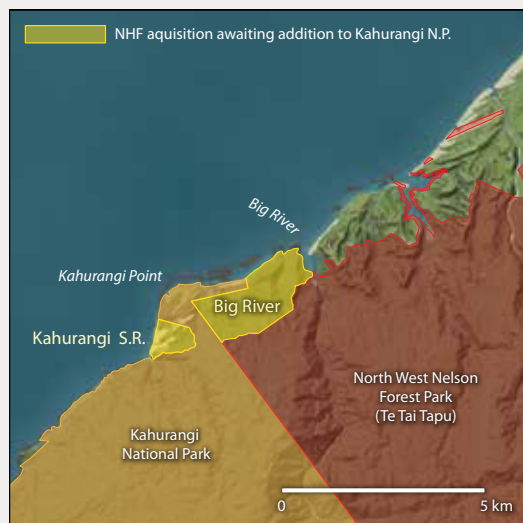 NHF aquisition awaiting addition to Kahurangi N.P.
Big River
Kahurangi Point
Big River
Kahurangi  S.R.
North West Nelson
Forest Park
(Te Tai Tapu)
Kahurangi
National Park
0
5 km